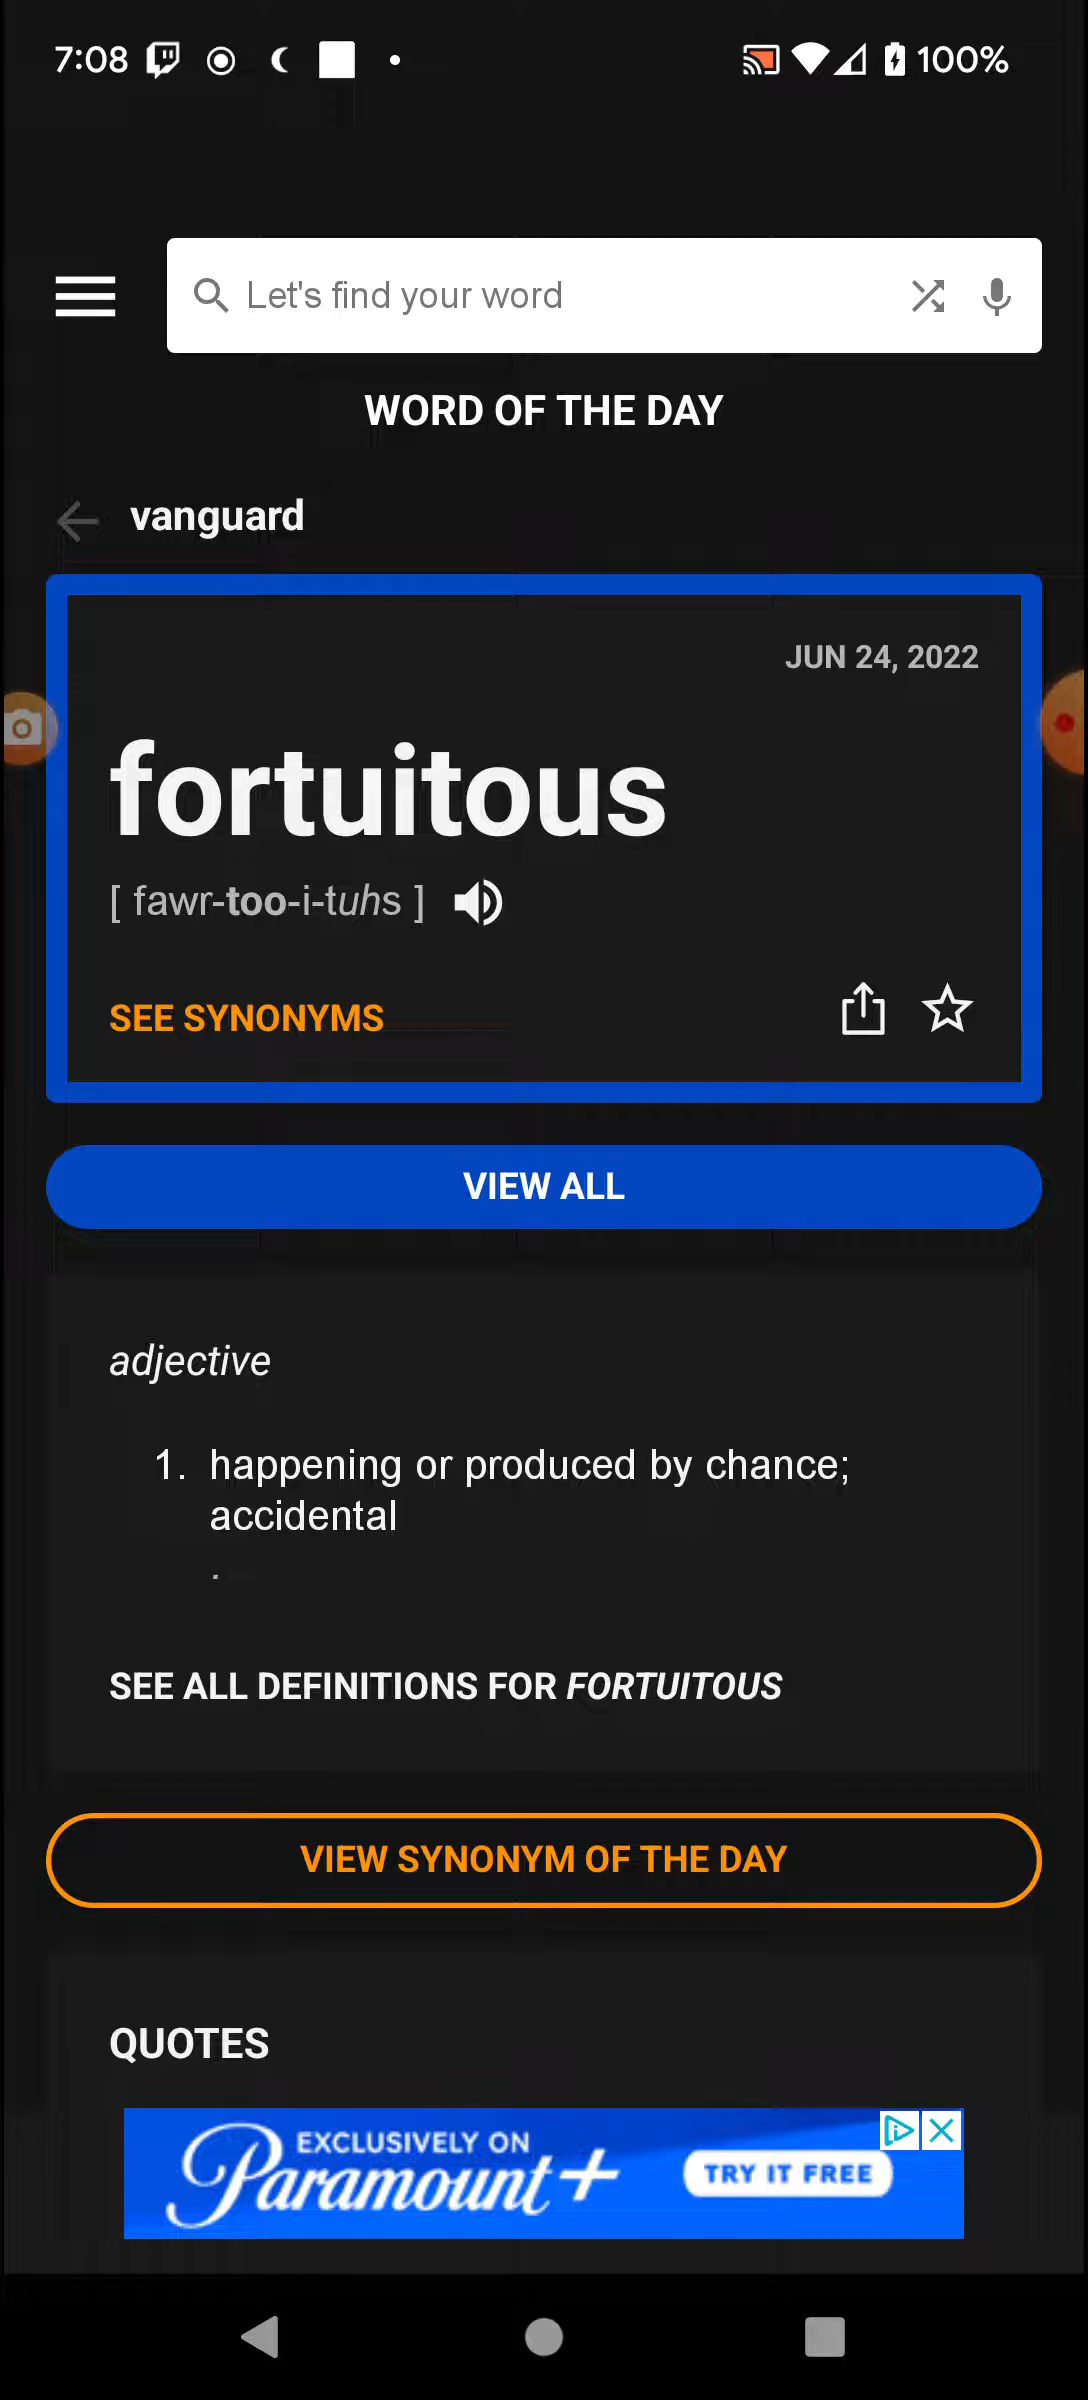 7:08
100%
Let's find your word
WORD OF THE DAY
vanguard
JUN 24, 2022
fortuitous
[ fawr-too-i-tuhs ]
SEE SYNONYMS
VIEW ALL
adjective
1. happening or produced by chance;
accidental
.
SEE ALL DEFINITIONS FOR FORTUITOUS
VIEW SYNONYM OF THE DAY
QUOTES
EXCLUSIVELY ON
Paramount+
TRY IT FREE